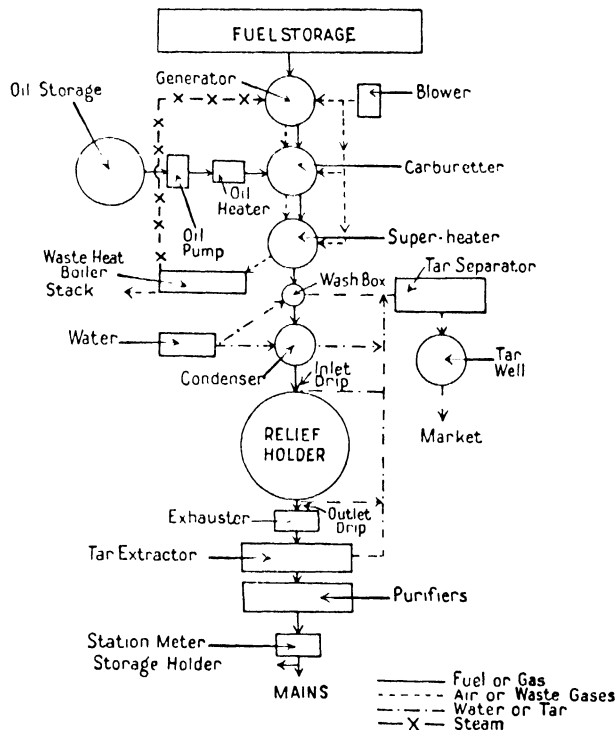 FUEL STORAGE
Generator
Oil Storage
Blower
Carburetter
Oil
Heater
Oil
Pump
Super-heater
Waste Heat
Boiler
Stack
Wash Box
Tar Separator
Water
Condenser
Inlet
Drip
Tar
Well
Market
RELIEF
HOLDER
Exhauster
Outlet
Drip
Tar Extractor
Purifiers
Station Meter
Storage Holder
MAINS
Fuel or Gas
Air or Waste Gases
Water or Tar
Steam